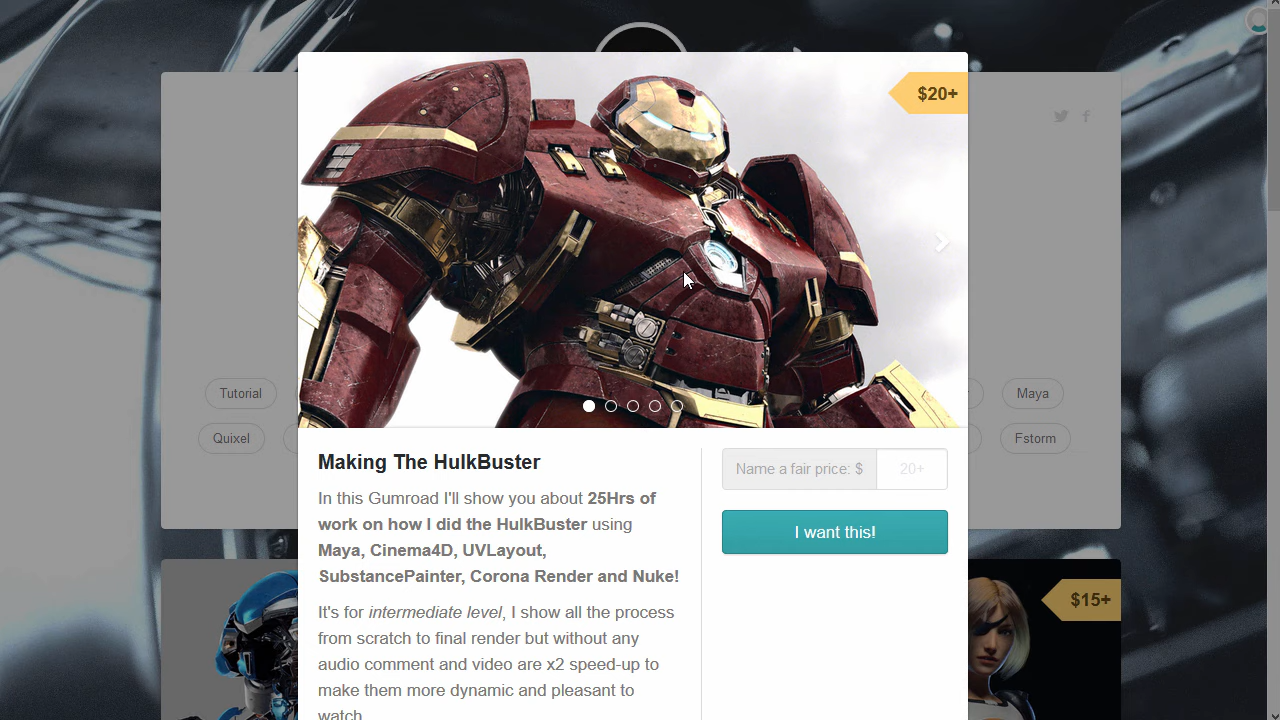 $20+
Tutorial
Maya
Quixel
Fstorm
Making The HulkBuster
In this Gumroad I'll show you about 25Hrs of
work on how I did the HulkBuster using
Maya, Cinema4D, UVLayout,
SubstancePainter, Corona Render and Nuke!
It's for intermediate level, I show all the process
from scratch to final render but without any
audio comment and video are x2 speed-up to
make them more dynamic and pleasant to
watch
Name a fair price: $ 20+
I want this!
$15+